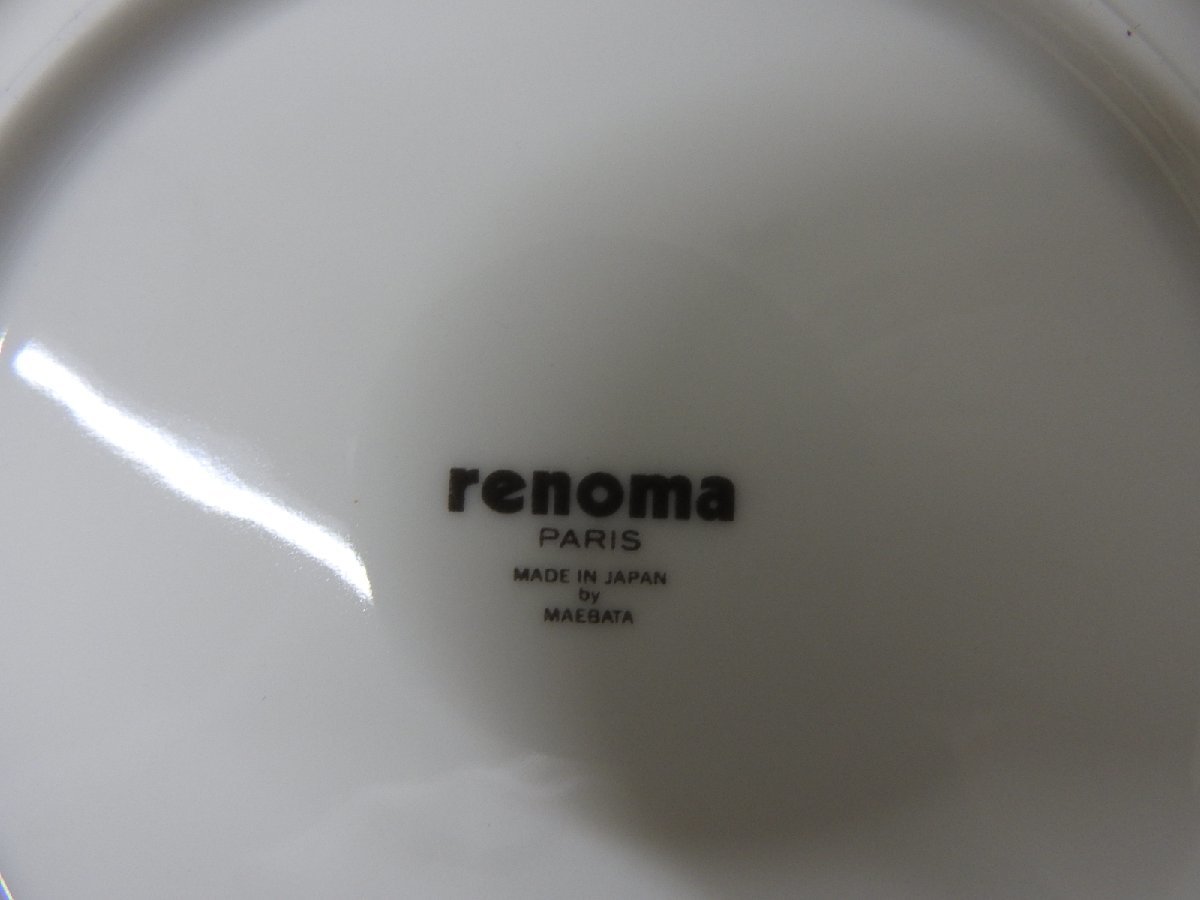 renoma
PARIS
MADE IN JAPAN
by
MAEBATA